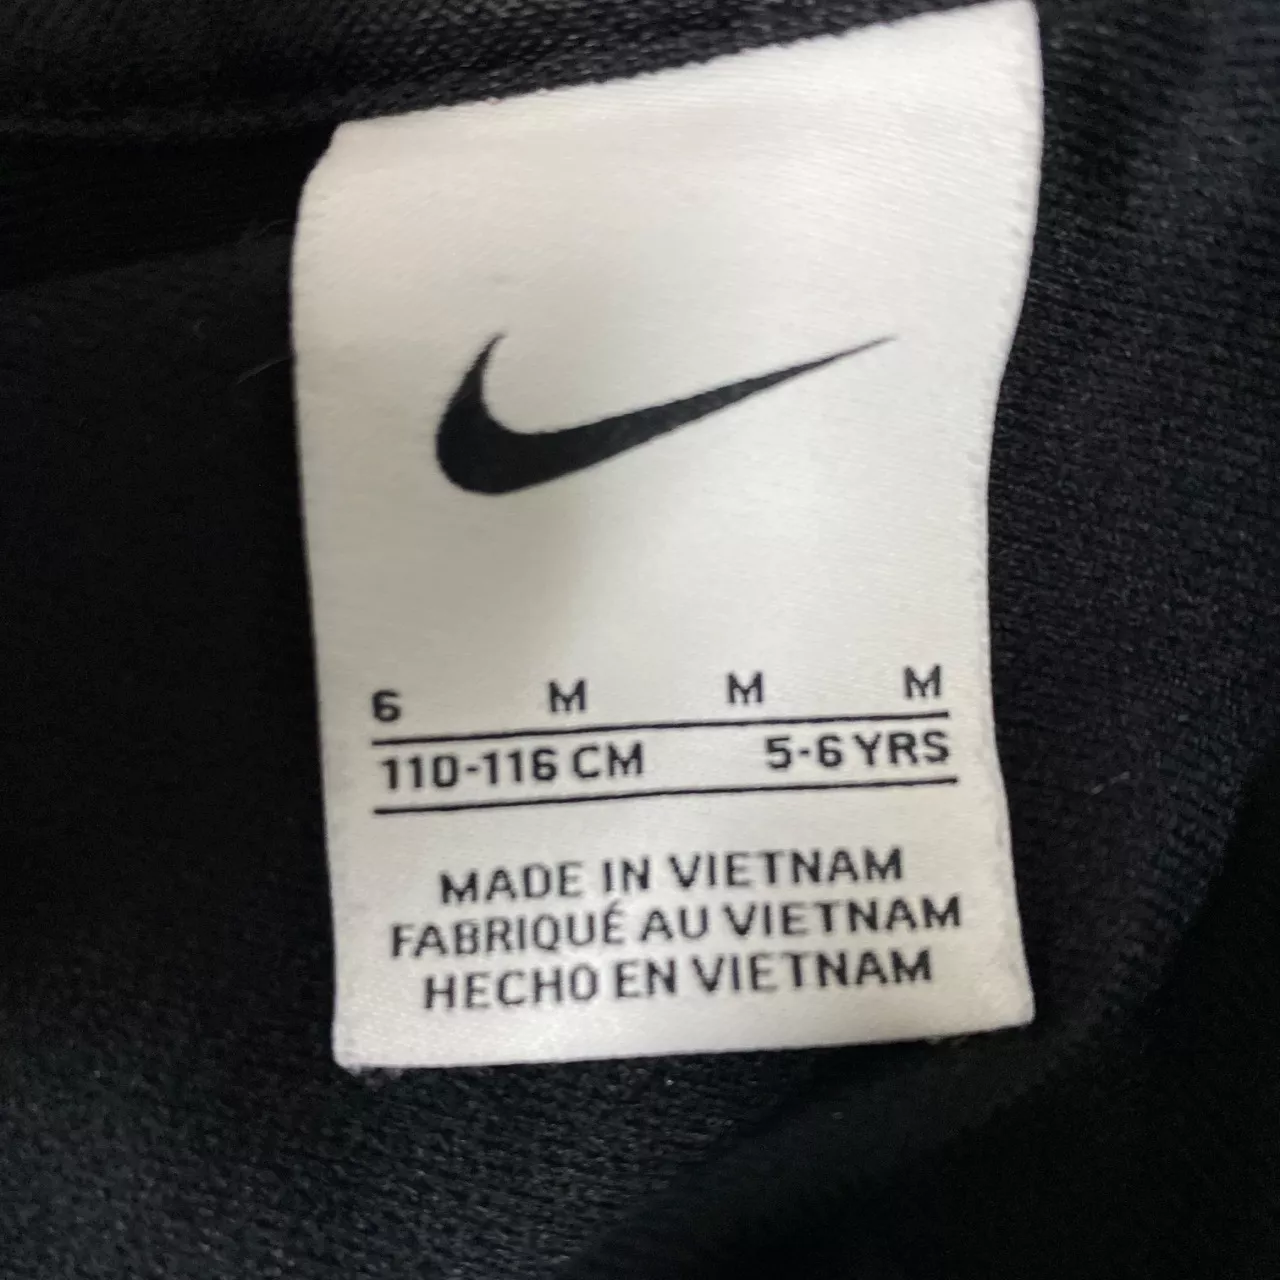 6 M M M
110-116 CM 5-6 YRS
MADE IN VIETNAM
FABRIQUÉ AU VIETNAM
HECHO EN VIETNAM